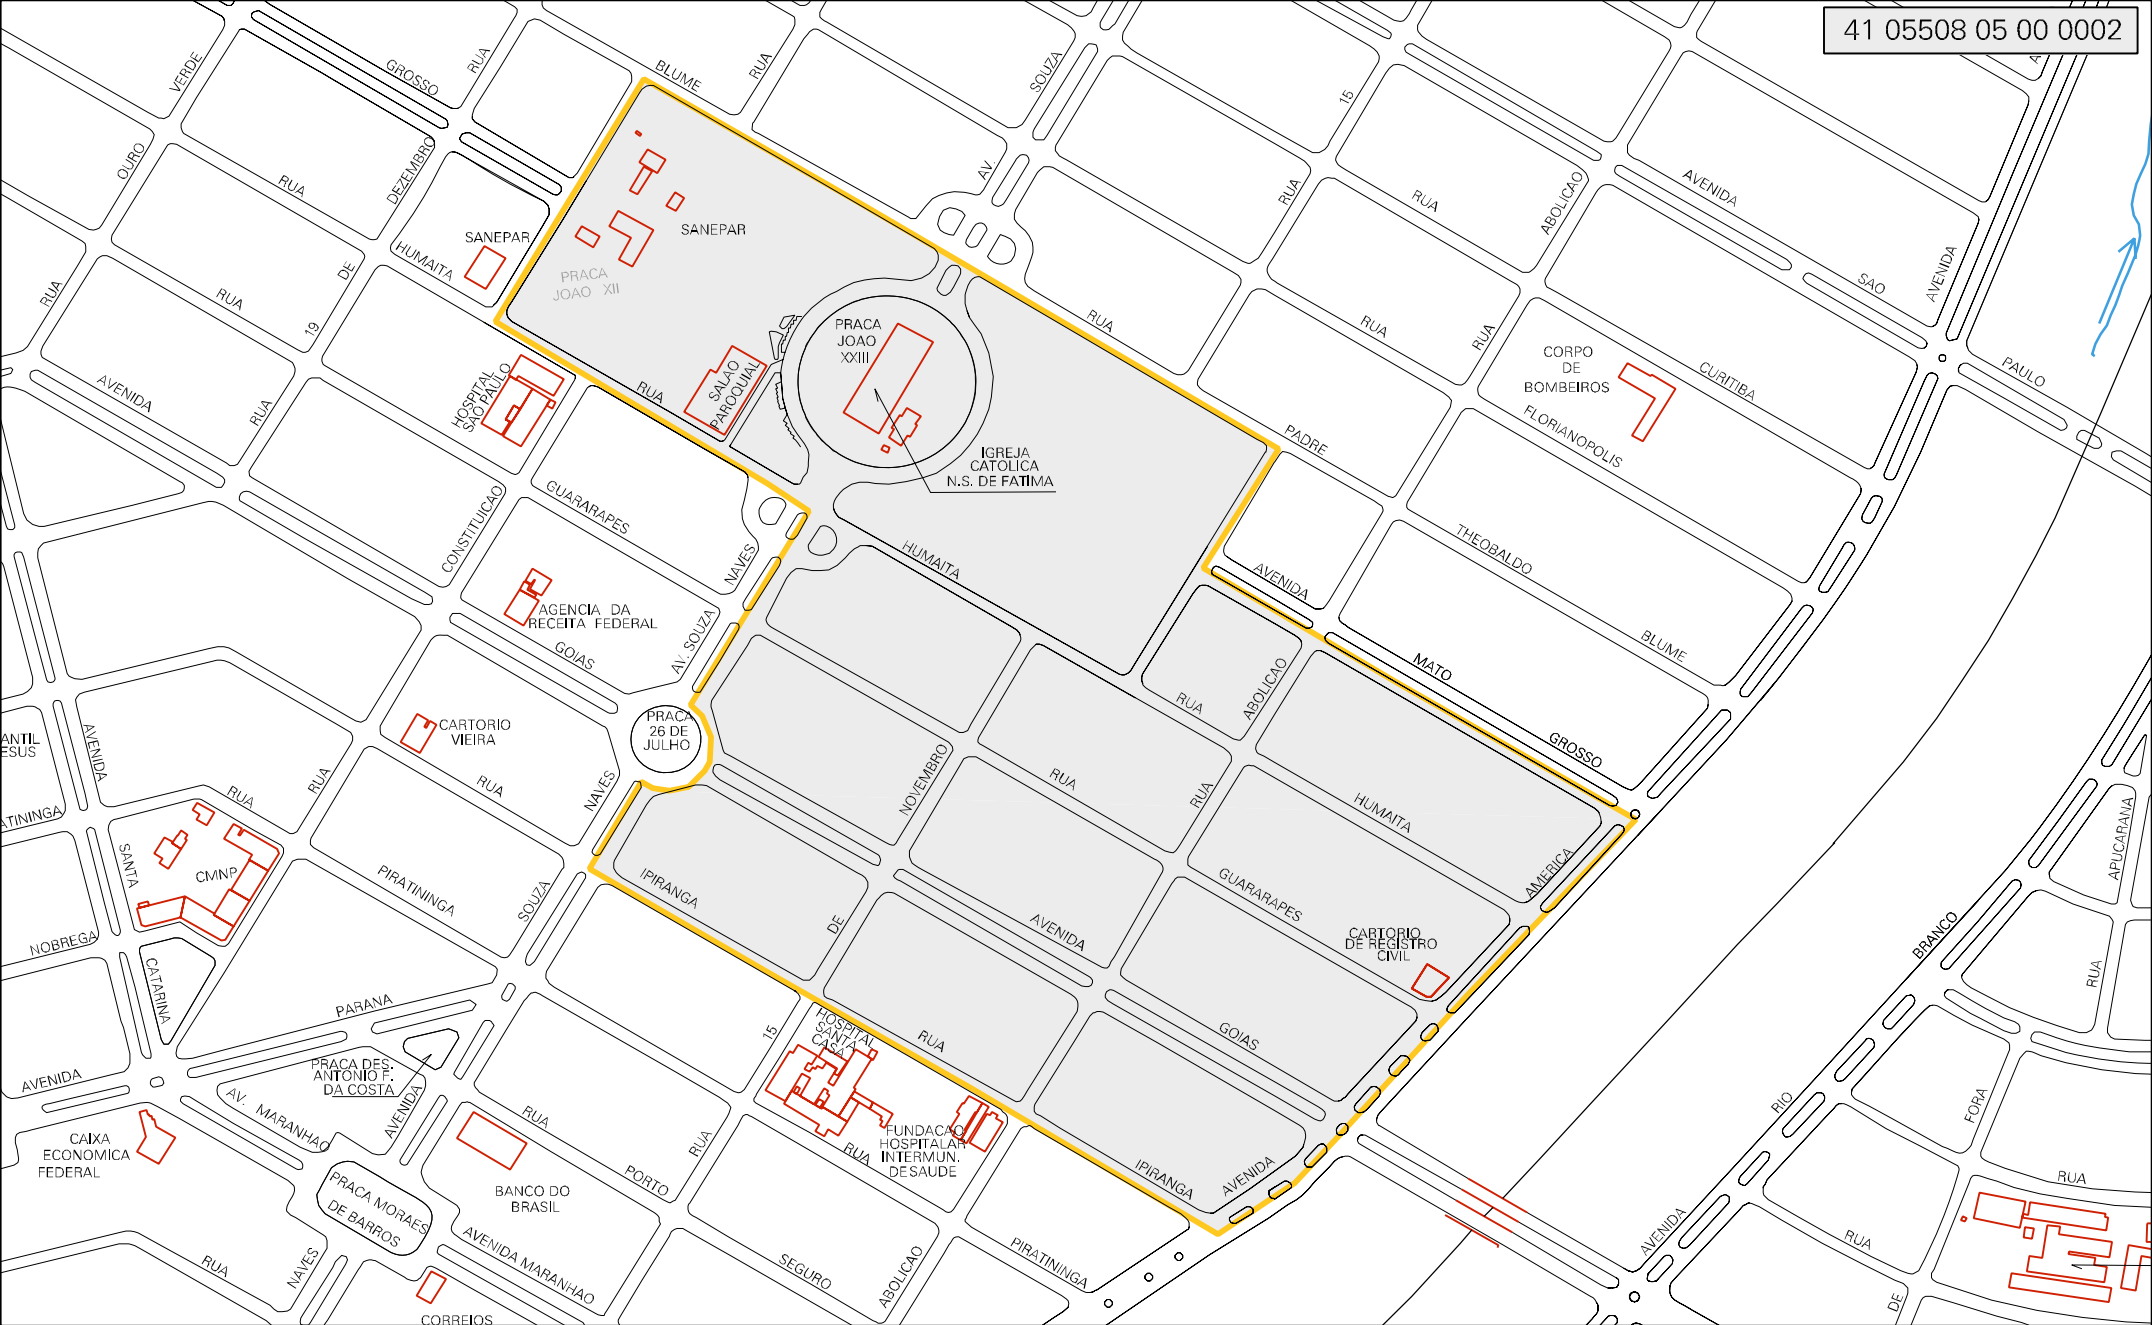 41 05508 05 00 0002
VERDE
GROSSO
RUA
BLUME
RUA
SOUZA
15
OURO
RUA
DEZEMBRO
AV.
RUA
RUA
ABOLICAO
AVENIDA
SANEPAR
SANEPAR
HUMAITA
DE
PRACA
JOAO XII
RUA
RUA
19
AVENIDA
SAO
PAULO
PRACA
JOAO
XXIII
RUA
RUA
RUA
CORPO
DE
BOMBEIROS
CURITIBA
AVENIDA
RUA
HOSPITAL
SAO PAULO
RUA
SALAO
PAROQUIAL
FLORIANOPOLIS
PADRE
IGREJA
CATOLICA
N.S. DE FATIMA
GUARARAPES
CONSTITUICAO
NAVES
HUMAITA
THEOBALDO
AVENIDA
AGENCIA DA
RECEITA FEDERAL
GOIAS
AV. SOUZA
BLUME
MATO
RUA
ABOLICAO
PRACA
26 DE
JULHO
CARTORIO
VIEIRA
ANTIL
ESUS
AVENIDA
GROSSO
NOVEMBRO
RUA
RUA
RUA
RUA
NAVES
RUA
HUMAITA
ATININGA
APUCARANA
SANTA
CMNP
PIRATININGA
SOUZA
IPIRANGA
AMERICA
GUARARAPES
DE
AVENIDA
CARTORIO
DE REGISTRO
CIVIL
BRANCO
NOBREGA
CATARINA
RUA
PARANA
15
HOSPITAL
SANTA
CASA
RUA
GOIAS
PRACA DES.
ANTONIO F.
DA COSTA
AVENIDA
AV. MARANHAO
AVENIDA
RUA
RUA
RIO
FORA
CAIXA
ECONOMICA
FEDERAL
FUNDACAO
HOSPITALAR
INTERMUN.
DE SAUDE
RUA
PORTO
IPIRANGA
AVENIDA
RUA
PRACA MORAES
DE BARROS
BANCO DO
BRASIL
AVENIDA MARANHAO
AVENIDA
RUA
RUA
NAVES
SEGURO
ABOLICAO
PIRATININGA
DE
CORREIOS